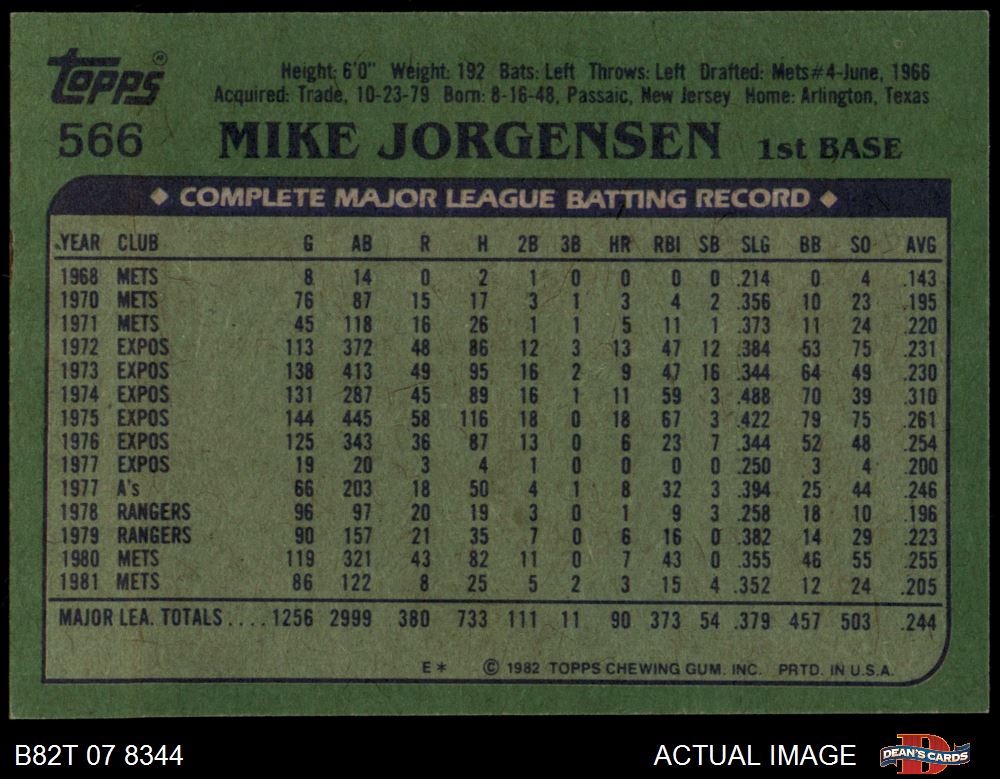 topps®
Height: 6'0" Weight: 192 Bats: Left Throws: Left Drafted: Mets#4-June, 1966
Acquired: Trade, 10-23-79 Born: 8-16-48, Passaic, New Jersey Home: Arlington, Texas
566 MIKE JORGENSEN 1st BASE
◆ COMPLETE MAJOR LEAGUE BATTING RECORD ◆
YEAR CLUB G AB R H 2B 3B HR RBI SB SLG BB SO AVG
1968 METS 8 14 0 2 1 0 0 0 0 .214 0 4 .143
1970 METS 76 87 15 17 3 1 3 4 2 .356 10 23 .195
1971 METS 45 118 16 26 1 1 5 11 1 .373 11 24 .220
1972 EXPOS 113 372 48 86 12 3 13 47 12 .384 53 75 .231
1973 EXPOS 138 413 49 95 16 2 9 47 16 .344 64 49 .230
1974 EXPOS 131 287 45 89 16 1 11 59 3 .488 70 39 .310
1975 EXPOS 144 445 58 116 18 0 18 67 3 .422 79 75 .261
1976 EXPOS 125 343 36 87 13 0 6 23 7 .344 52 48 .254
1977 EXPOS 19 20 3 4 1 0 0 0 0 .250 3 4 .200
1977 A's 66 203 18 50 4 1 8 32 3 .394 25 44 .246
1978 RANGERS 96 97 20 19 3 0 1 9 3 .258 18 10 .196
1979 RANGERS 90 157 21 35 7 0 6 16 0 .382 14 29 .223
1980 METS 119 321 43 82 11 0 7 43 0 .355 46 55 .255
1981 METS 86 122 8 25 5 2 3 15 4 .352 12 24 .205
MAJOR LEA. TOTALS .... 1256 2999 380 733 111 11 90 373 54 .379 457 503 .244
E* © 1982 TOPPS CHEWING GUM. INC. PRTD. IN U.S.A.
B82T 07 8344 ACTUAL IMAGE DEAN'S CARDS